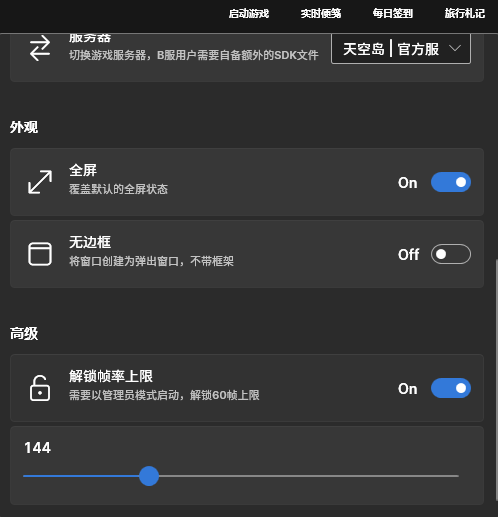 启动游戏 实时便笺 每日签到 旅行札记
服务器
切换游戏服务器，B服用户需要自备额外的SDK文件
天空岛 | 官方服
外观
全屏
覆盖默认的全屏状态
On
无边框
将窗口创建为弹出窗口，不带框架
Off
高级
解锁帧率上限
需要以管理员模式启动，解锁60帧上限
On
144